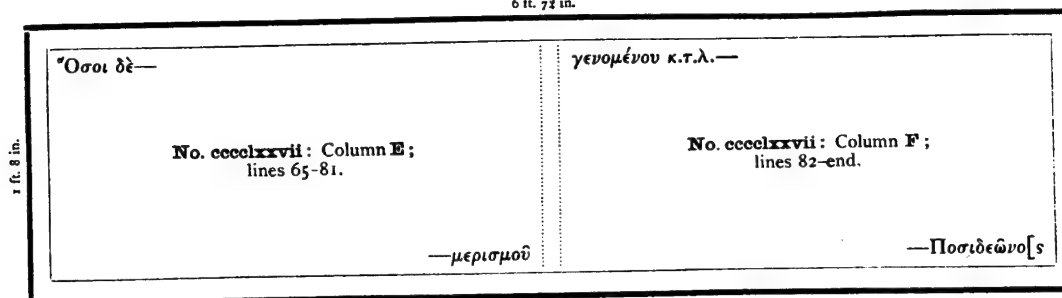 6 ft. 7½ in.
Ὅσοι δὲ—
No. cccclxxvii: Column E;
lines 65-81.
—μερισμοῦ
γενομένου κ.τ.λ.—
No. cccclxxvii: Column F;
lines 82-end.
—Ποσιδεῶνο[ς
1 ft. 8 in.